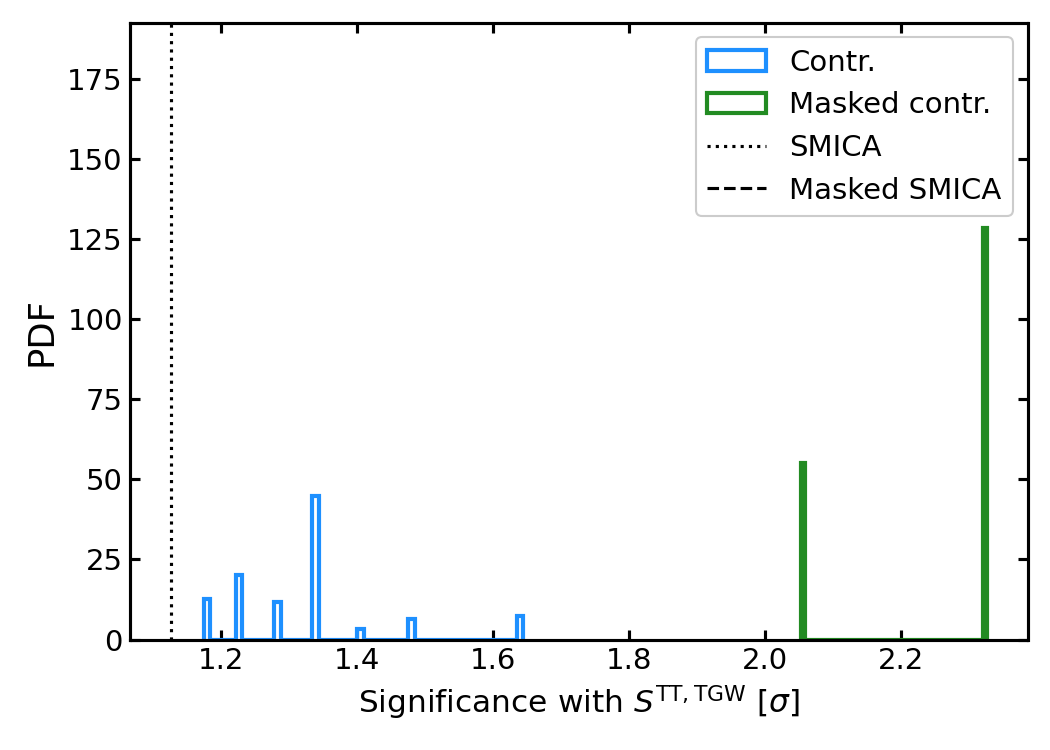 Contr.
Masked contr.
SMICA
Masked SMICA
175
150
125
100
75
50
25
0
PDF
1.2 1.4 1.6 1.8 2.0 2.2
Significance with $S^{\mathrm{TT,TGW}}$ [σ]